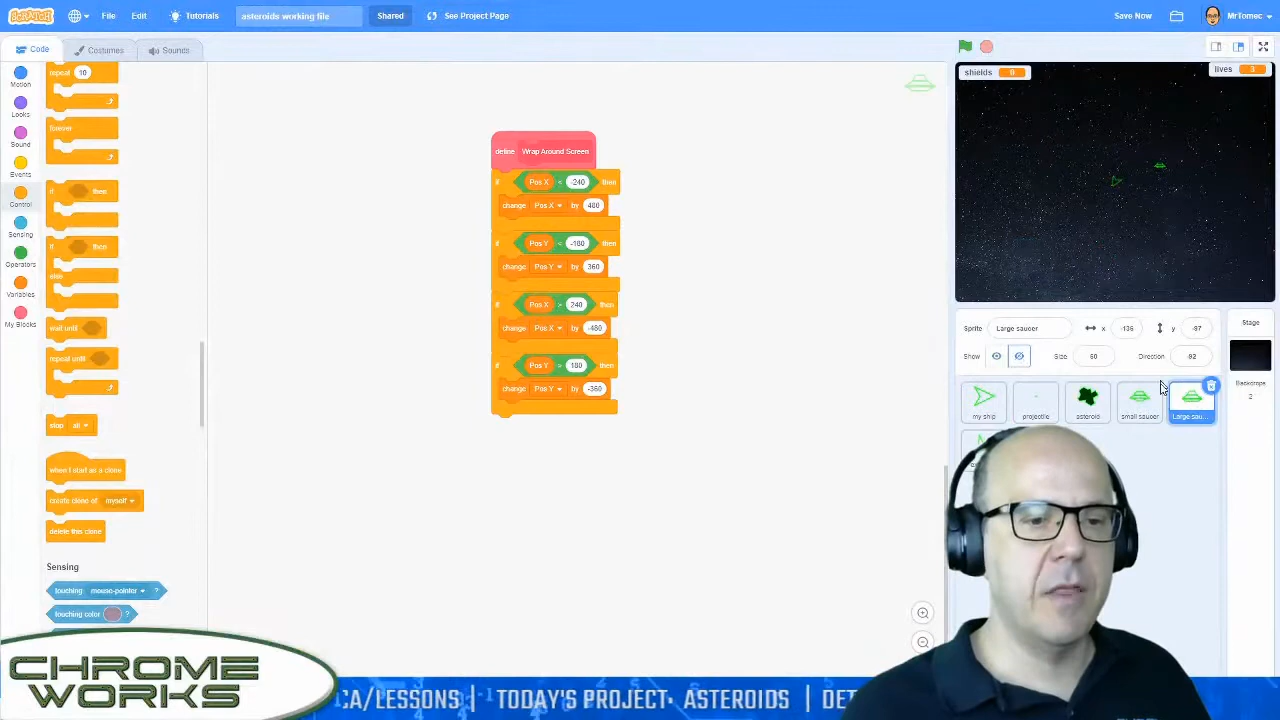 SCRATCH
File
Edit
Tutorials
asteroids working file
Shared
See Project Page
Save Now
MrTomec
Code
Costumes
Sounds
Motion
Looks
Sound
Events
Control
Sensing
Operators
Variables
My Blocks
repeat 10
forever
if then
if then
else
wait until
repeat until
stop all
when I start as a clone
create clone of myself
delete this clone
Sensing
touching mouse-pointer ?
touching color ?
define Wrap Around Screen
if Pos X < -240 then
change Pos X by 480
if Pos Y < -180 then
change Pos Y by 360
if Pos X > 240 then
change Pos X by -480
if Pos Y > 180 then
change Pos Y by -360
shields 0
lives 3
Sprite Large saucer x -136 y -97
Show Size 60 Direction -92
my ship
projectile
asteroid
small saucer
Large sau...
Stage
Backdrops
2
CHROME
WORKS
CA/LESSONS | TODAY'S PROJECT: ASTEROIDS | DET